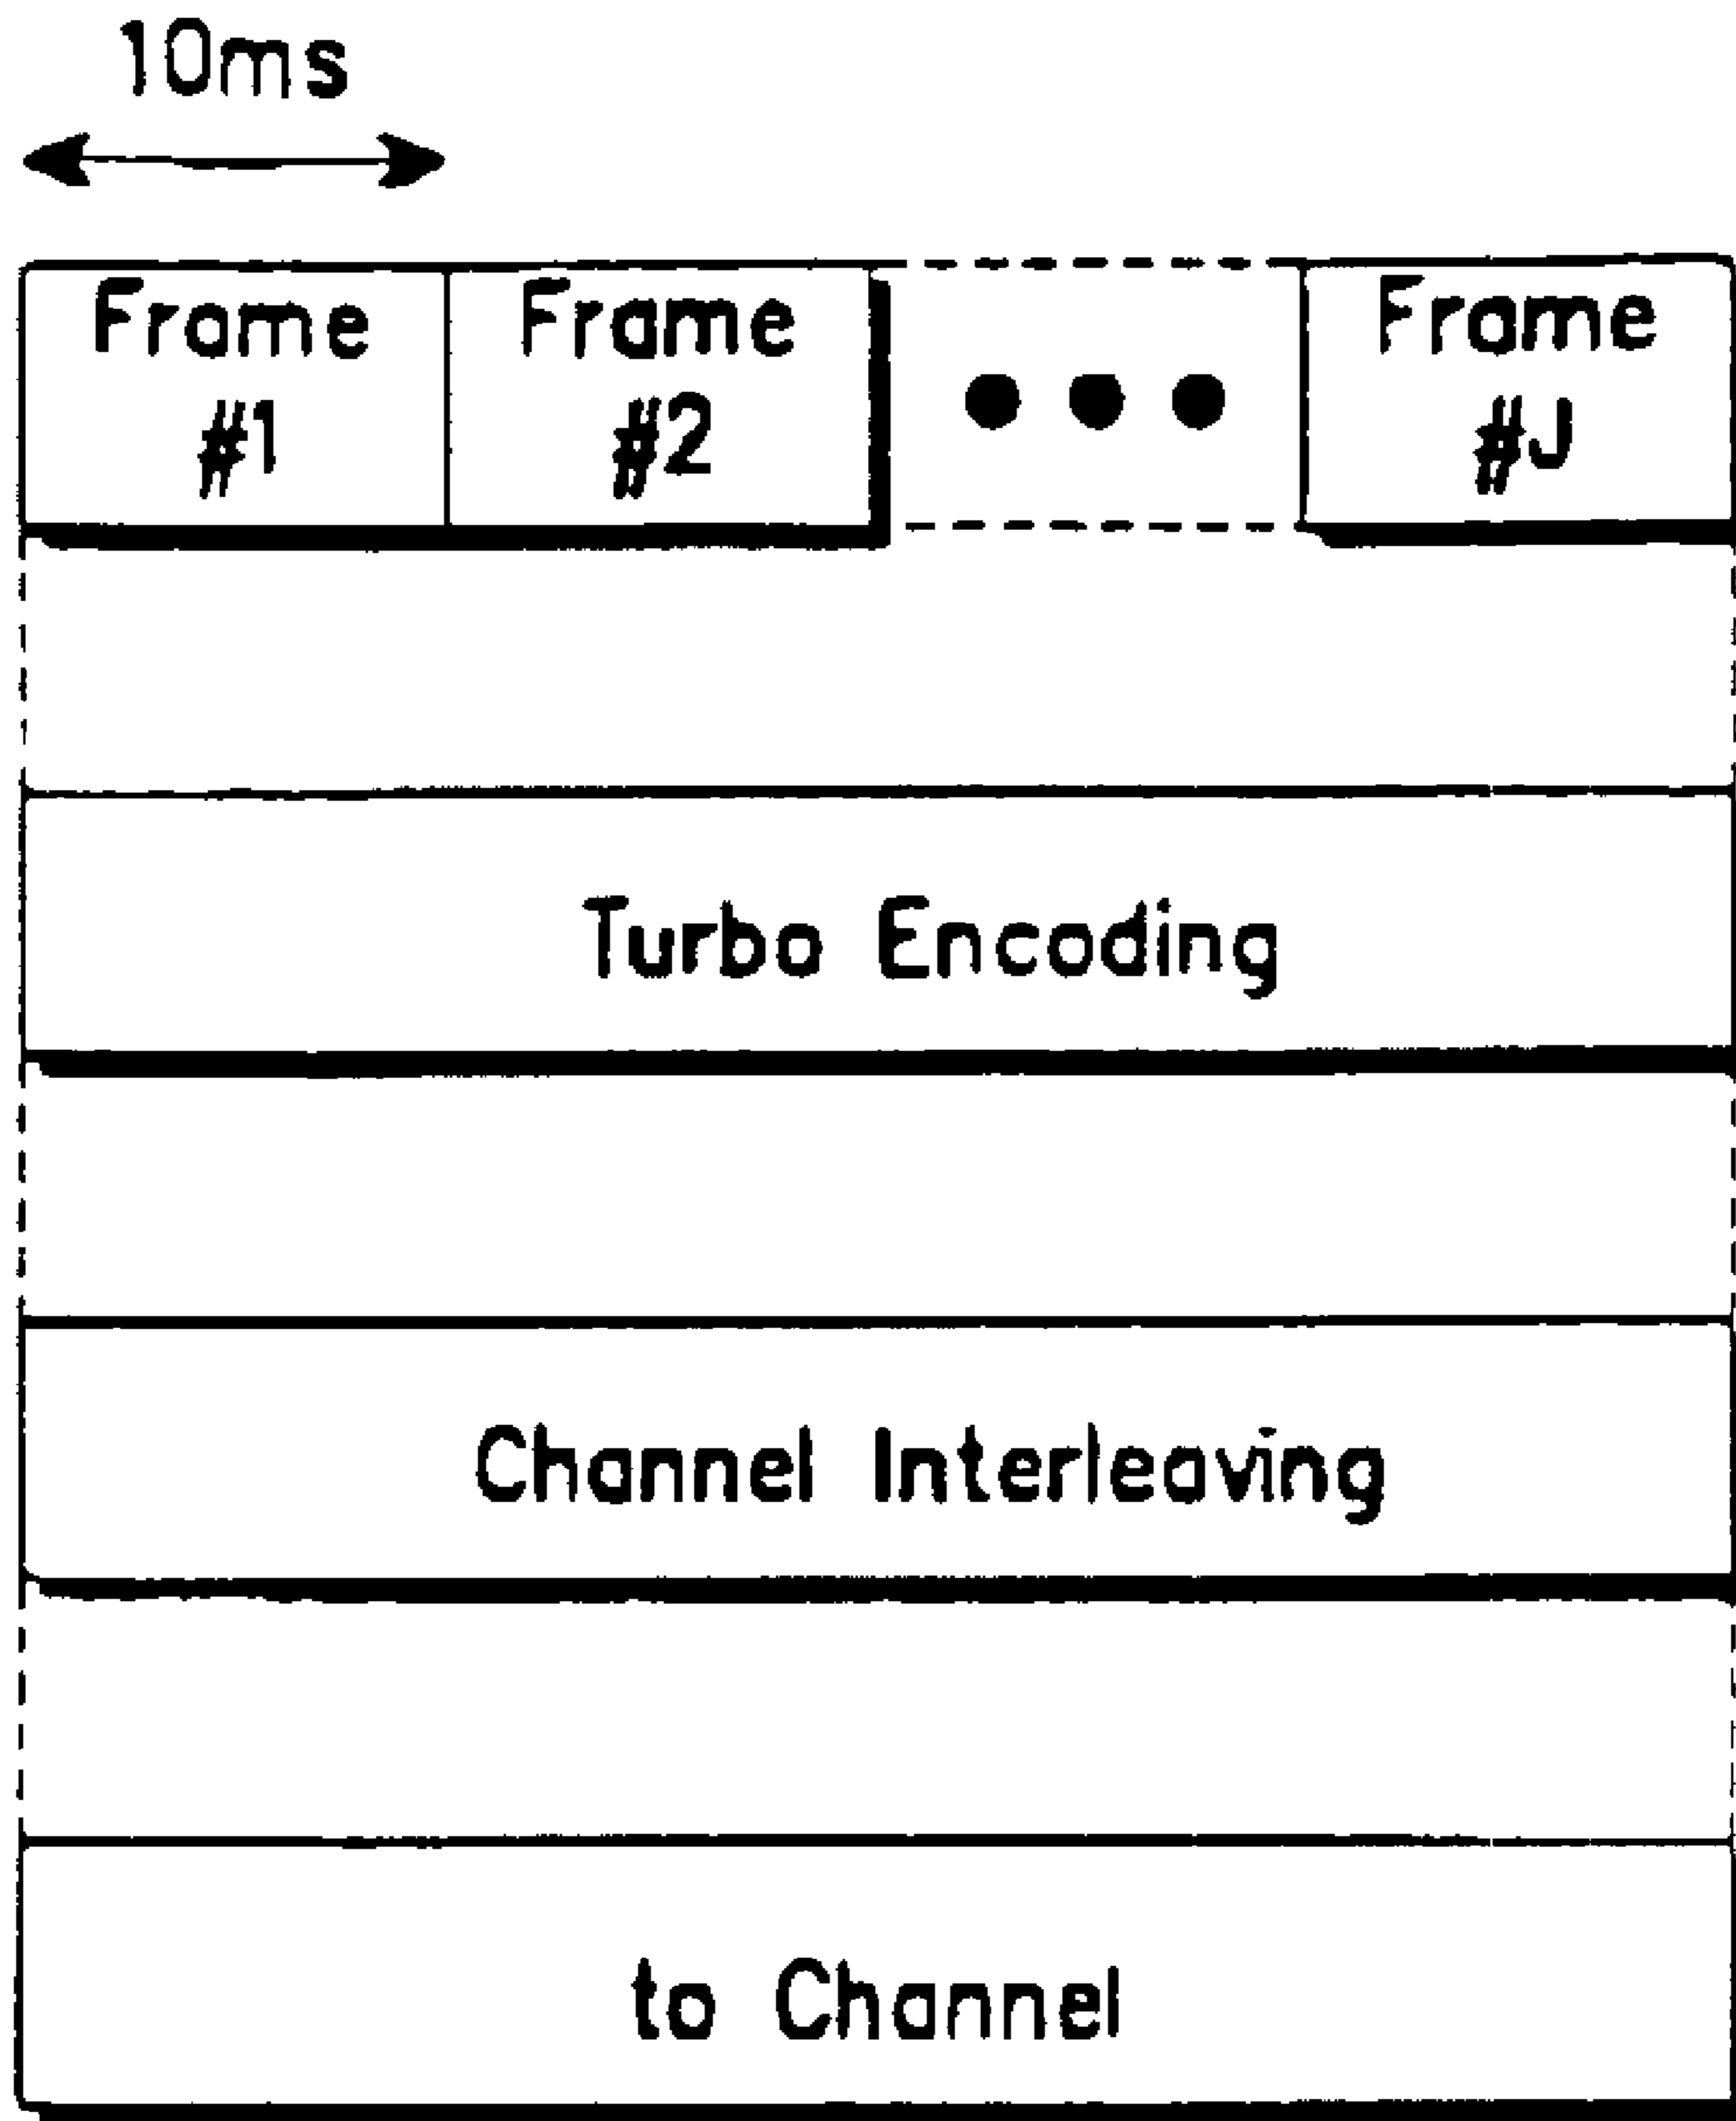 10ms
Frame #1
Frame #2
Frame #J
Turbo Encoding
Channel Interleaving
to Channel